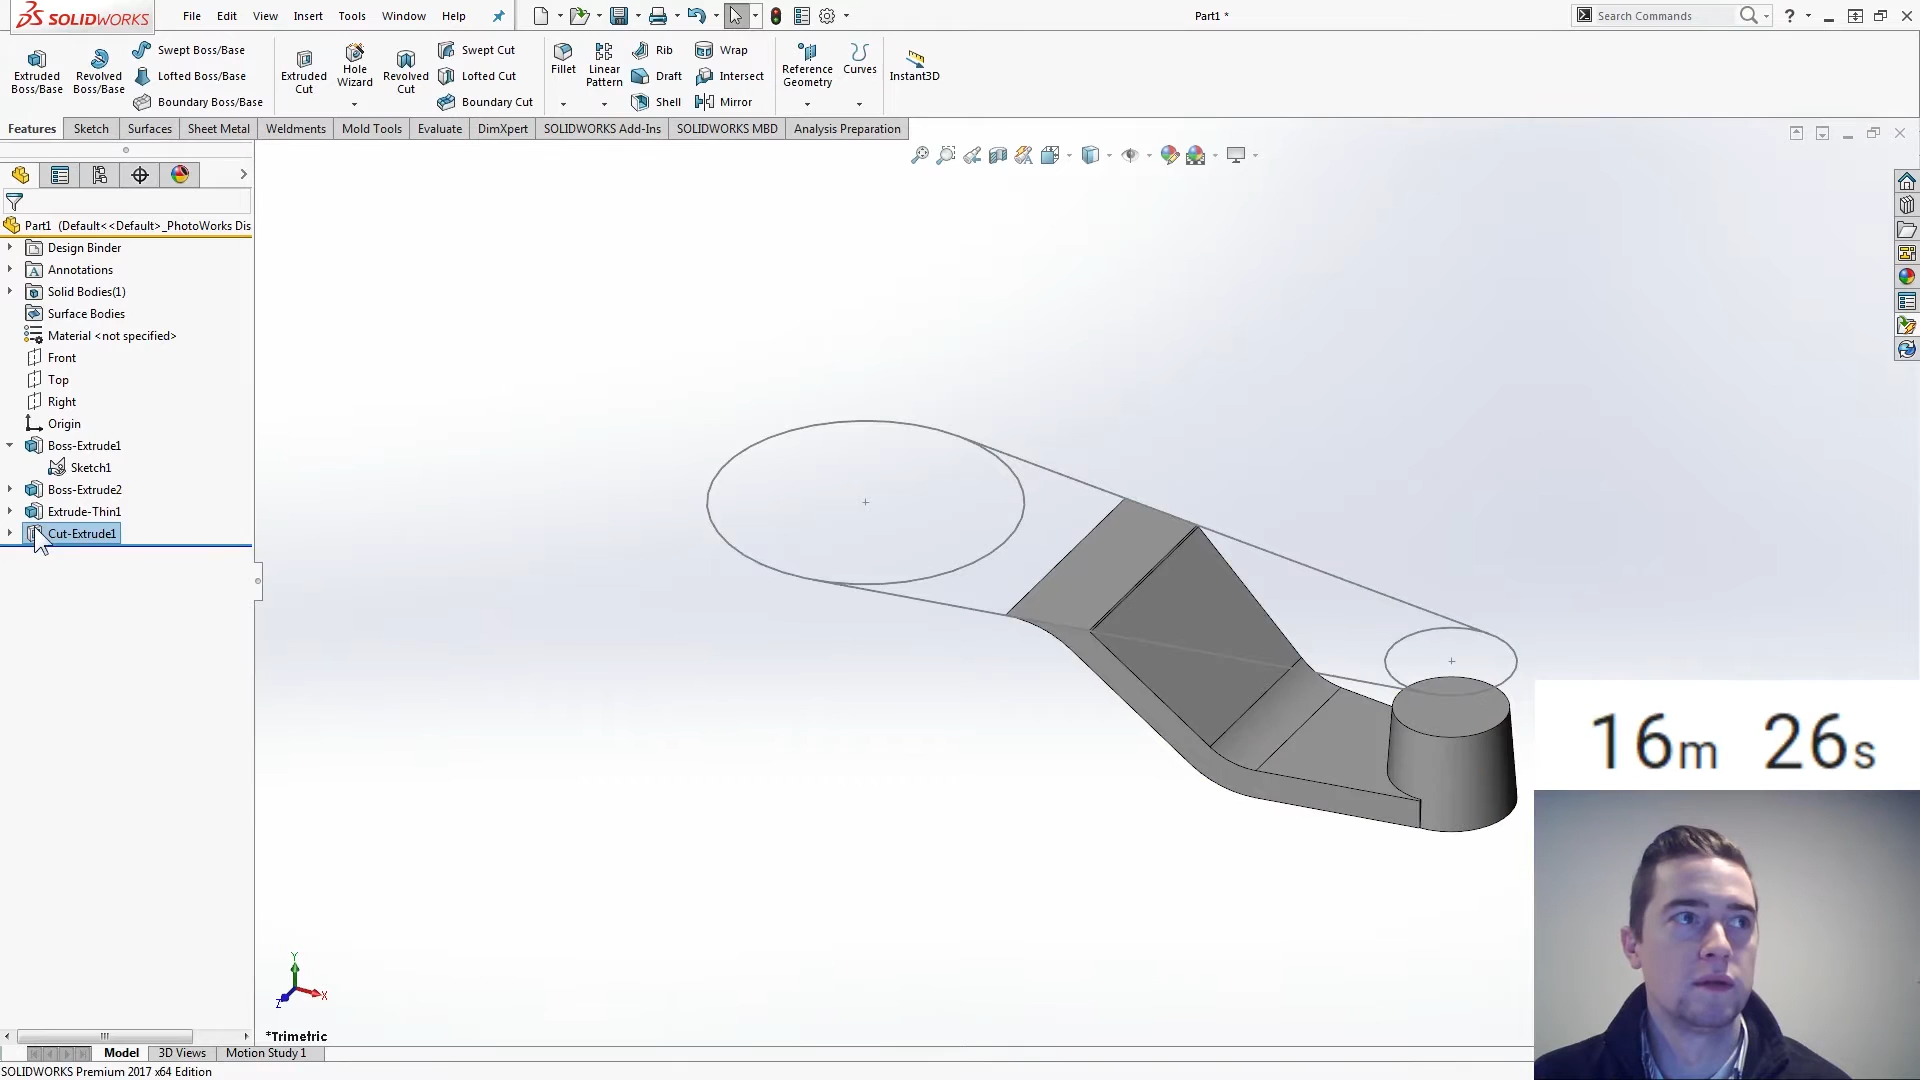 SOLIDWORKS
File Edit View Insert Tools Window Help
Part1 *
Search Commands
?
Extruded Boss/Base
Revolved Boss/Base
Swept Boss/Base
Lofted Boss/Base
Boundary Boss/Base
Extruded Cut
Hole Wizard
Revolved Cut
Swept Cut
Lofted Cut
Boundary Cut
Fillet
Linear Pattern
Rib
Draft
Shell
Wrap
Intersect
Mirror
Reference Geometry
Curves
Instant3D
Features Sketch Surfaces Sheet Metal Weldments Mold Tools Evaluate DimXpert SOLIDWORKS Add-Ins SOLIDWORKS MBD Analysis Preparation
Part1 (Default<<Default>_PhotoWorks Dis
Design Binder
Annotations
Solid Bodies(1)
Surface Bodies
Material <not specified>
Front
Top
Right
Origin
Boss-Extrude1
Sketch1
Boss-Extrude2
Extrude-Thin1
Cut-Extrude1
16m 26s
Y
X
Z
*Trimetric
Model 3D Views Motion Study 1
SOLIDWORKS Premium 2017 x64 Edition